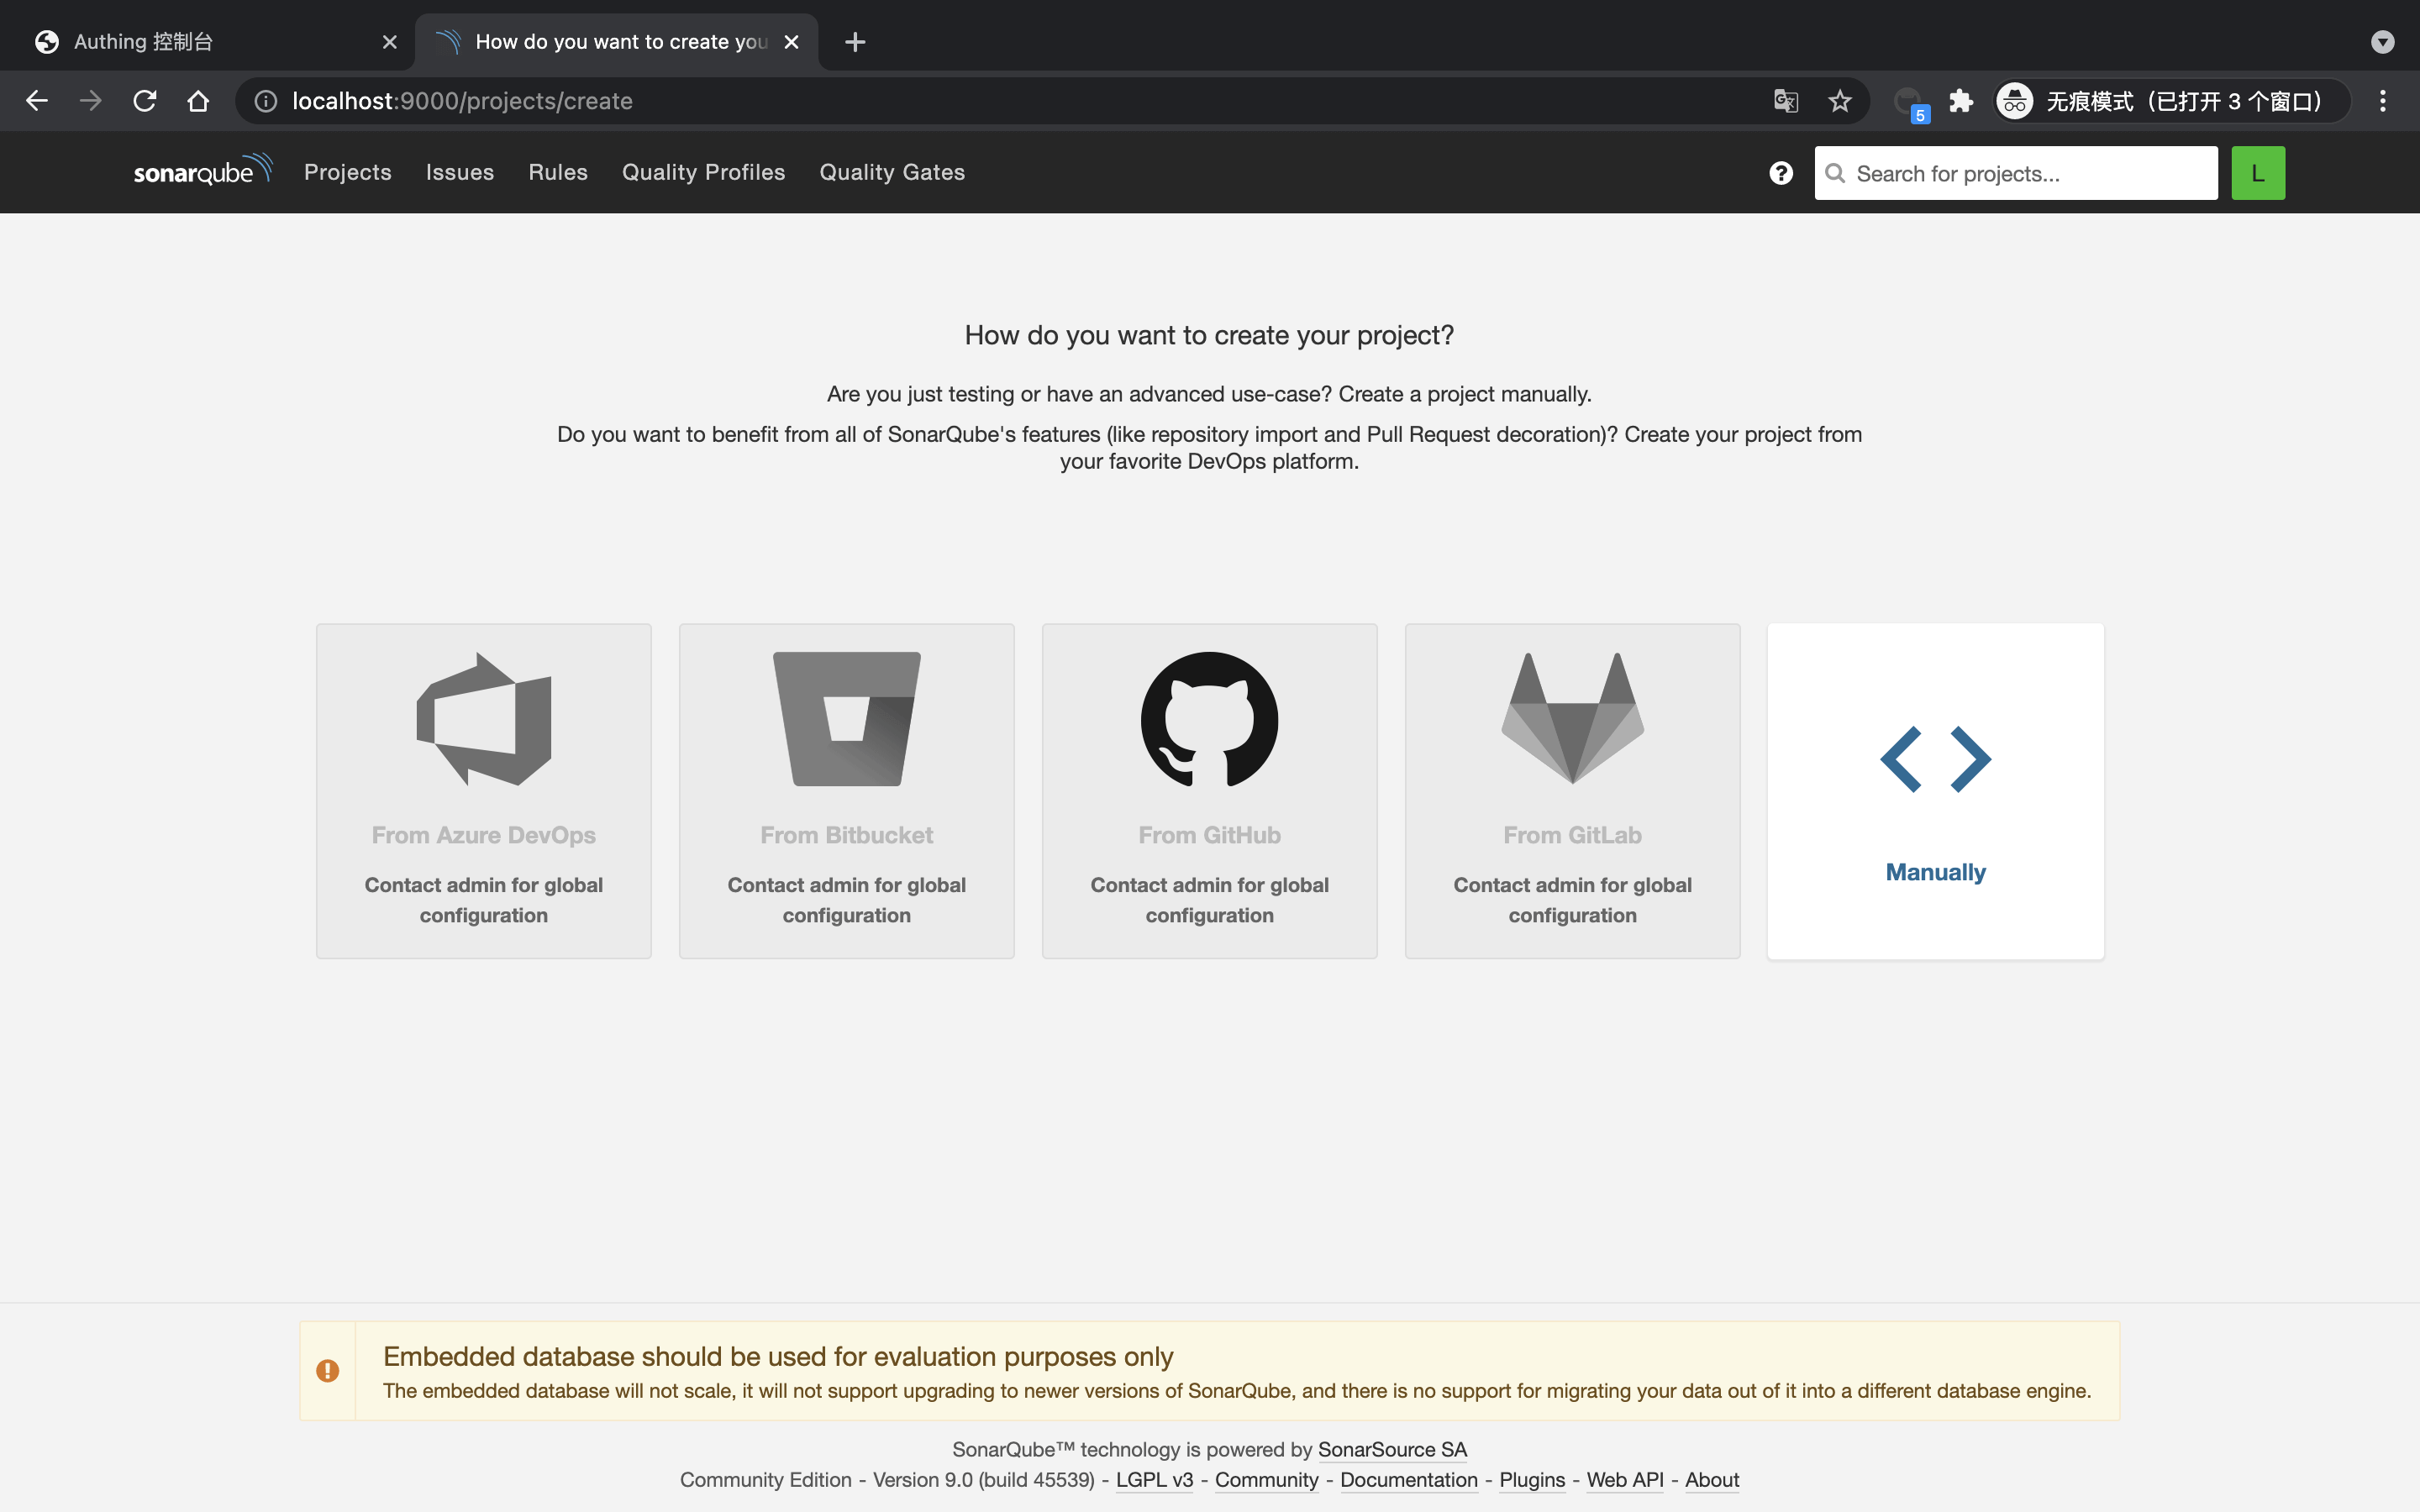 Authing 控制台
How do you want to create you
localhost:9000/projects/create
5
无痕模式（已打开 3 个窗口）
sonarqube
Projects
Issues
Rules
Quality Profiles
Quality Gates
?
Search for projects...
L
How do you want to create your project?
Are you just testing or have an advanced use-case? Create a project manually.
Do you want to benefit from all of SonarQube's features (like repository import and Pull Request decoration)? Create your project from
your favorite DevOps platform.
From Azure DevOps
Contact admin for global
configuration
From Bitbucket
Contact admin for global
configuration
From GitHub
Contact admin for global
configuration
From GitLab
Contact admin for global
configuration
Manually
Embedded database should be used for evaluation purposes only
The embedded database will not scale, it will not support upgrading to newer versions of SonarQube, and there is no support for migrating your data out of it into a different database engine.
SonarQube™ technology is powered by SonarSource SA
Community Edition - Version 9.0 (build 45539) - LGPL v3 - Community - Documentation - Plugins - Web API - About